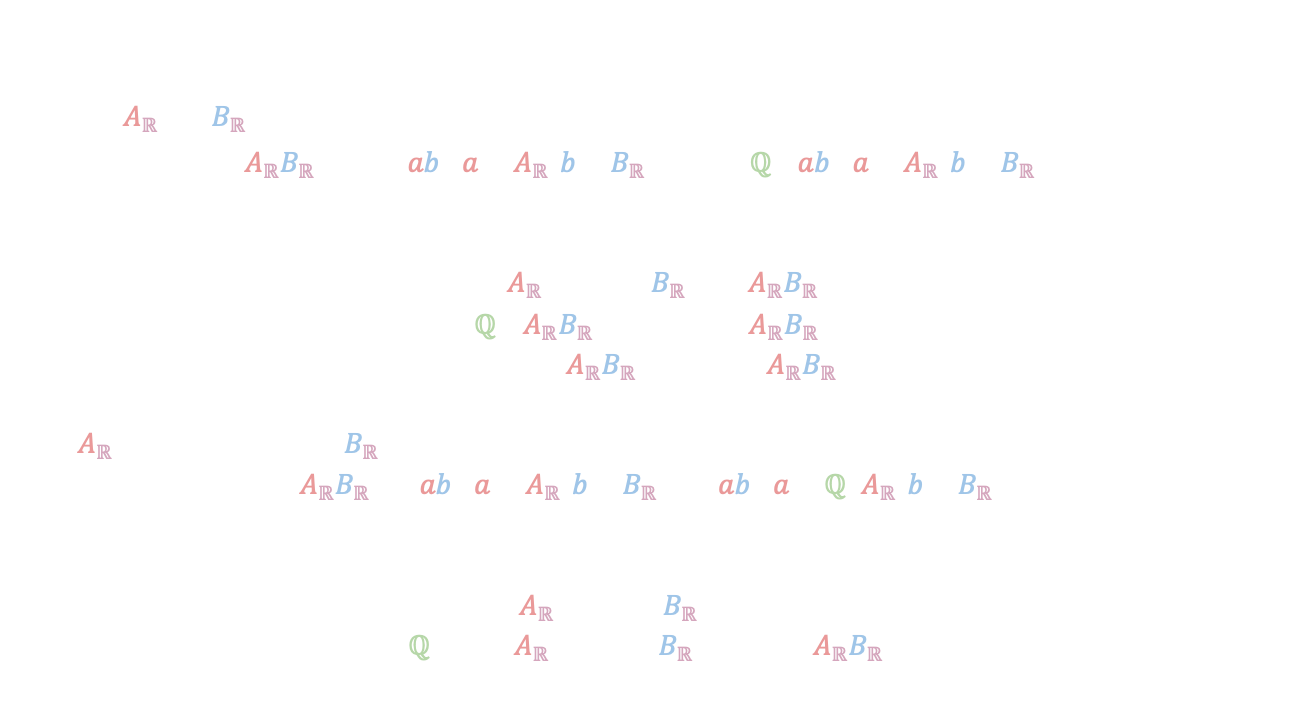 A_ℝ B_ℝ
A_ℝB_ℝ ab a A_ℝ b B_ℝ ℚ ab a A_ℝ b B_ℝ
A_ℝ B_ℝ A_ℝB_ℝ
ℚ A_ℝB_ℝ A_ℝB_ℝ
A_ℝB_ℝ A_ℝB_ℝ
A_ℝ B_ℝ
A_ℝB_ℝ ab a A_ℝ b B_ℝ ab a ℚ A_ℝ b B_ℝ
A_ℝ B_ℝ
ℚ A_ℝ B_ℝ A_ℝB_ℝ